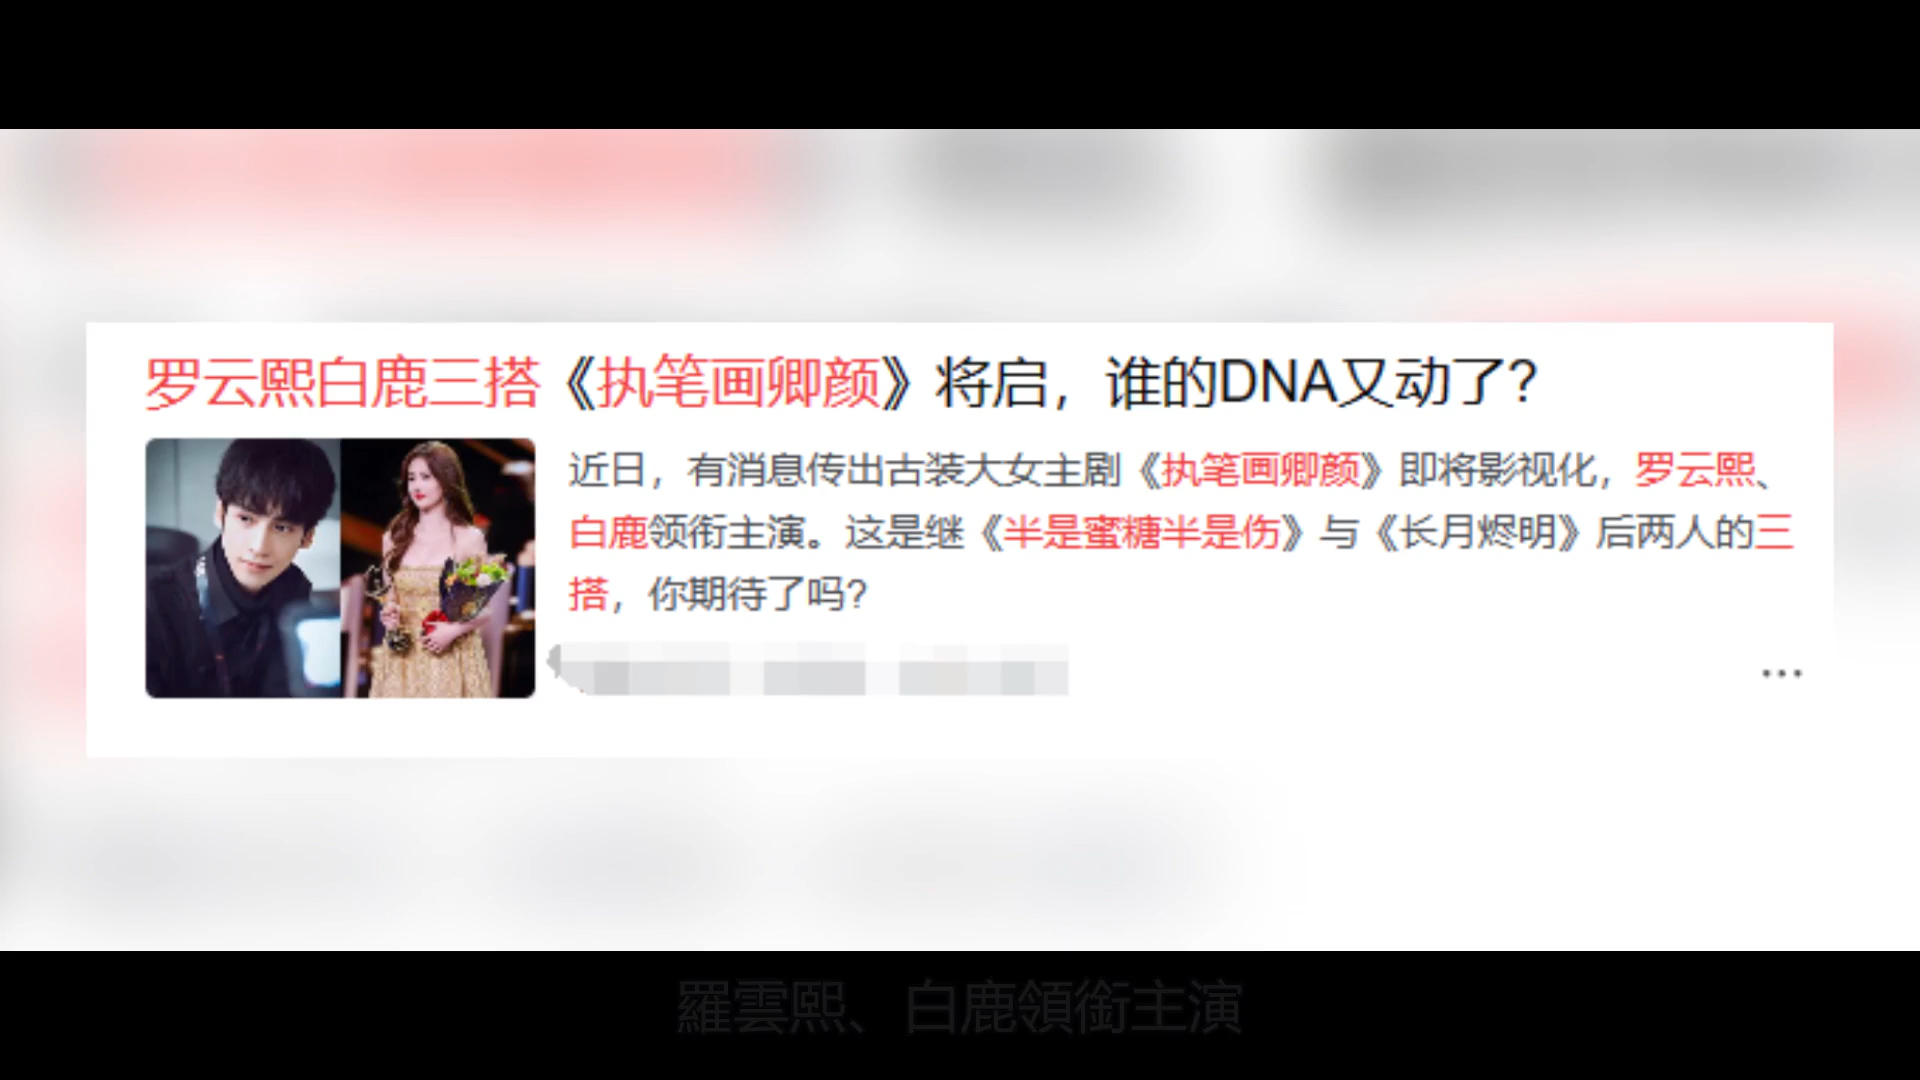 罗云熙白鹿三搭《执笔画卿颜》将启，谁的DNA又动了？
近日，有消息传出古装大女主剧《执笔画卿颜》即将影视化，罗云熙、
白鹿领衔主演。这是继《半是蜜糖半是伤》与《长月烬明》后两人的三
搭，你期待了吗？
羅雲熙、白鹿領銜主演